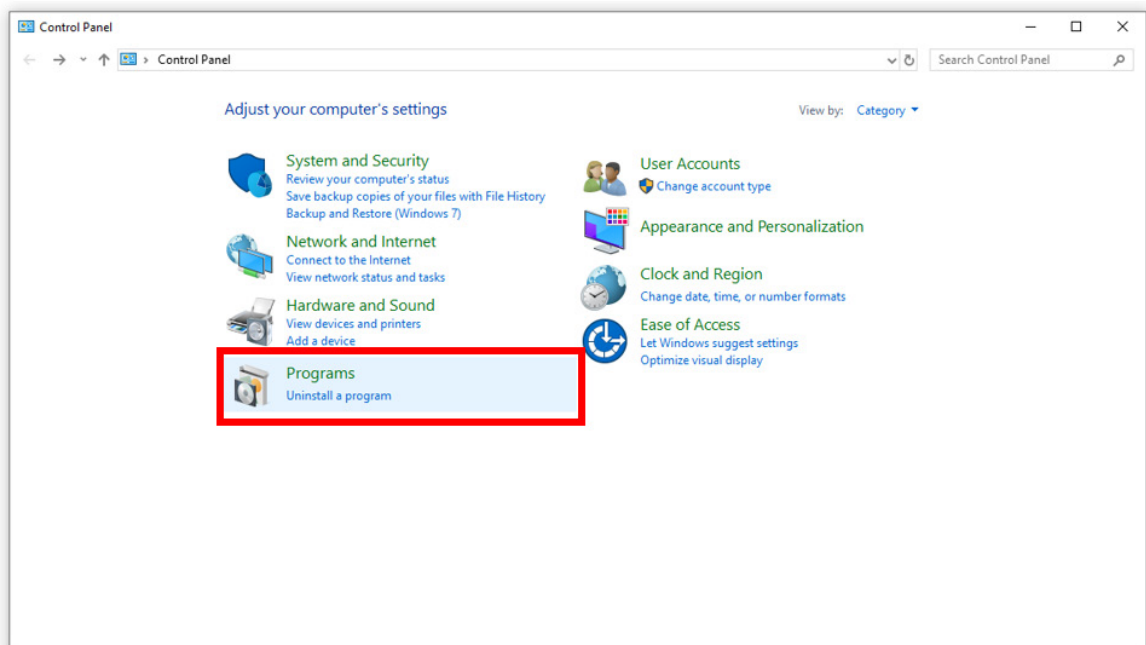 Control Panel
Control Panel
Search Control Panel
Adjust your computer's settings
View by: Category
System and Security
Review your computer's status
Save backup copies of your files with File History
Backup and Restore (Windows 7)
Network and Internet
Connect to the Internet
View network status and tasks
Hardware and Sound
View devices and printers
Add a device
Programs
Uninstall a program
User Accounts
Change account type
Appearance and Personalization
Clock and Region
Change date, time, or number formats
Ease of Access
Let Windows suggest settings
Optimize visual display